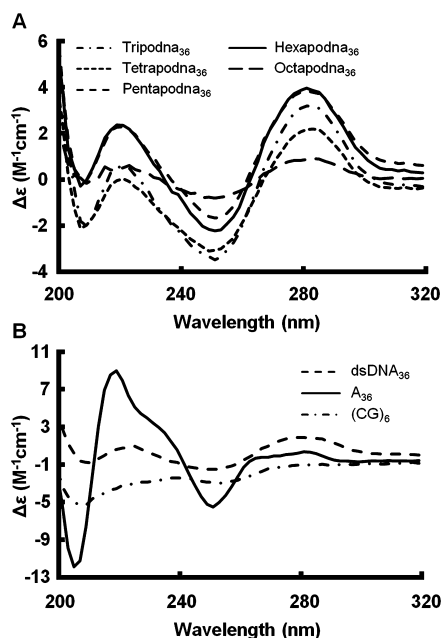 A
Tripodna36 Hexapodna36
Tetrapodna36 Octapodna36
Pentapodna36
6
4
2
0
-2
-4
Δε (M-1cm-1)
200 240 280 320
Wavelength (nm)
B
dsDNA36
A36
(CG)6
11
7
3
-1
-5
-9
-13
Δε (M-1cm-1)
200 240 280 320
Wavelength (nm)